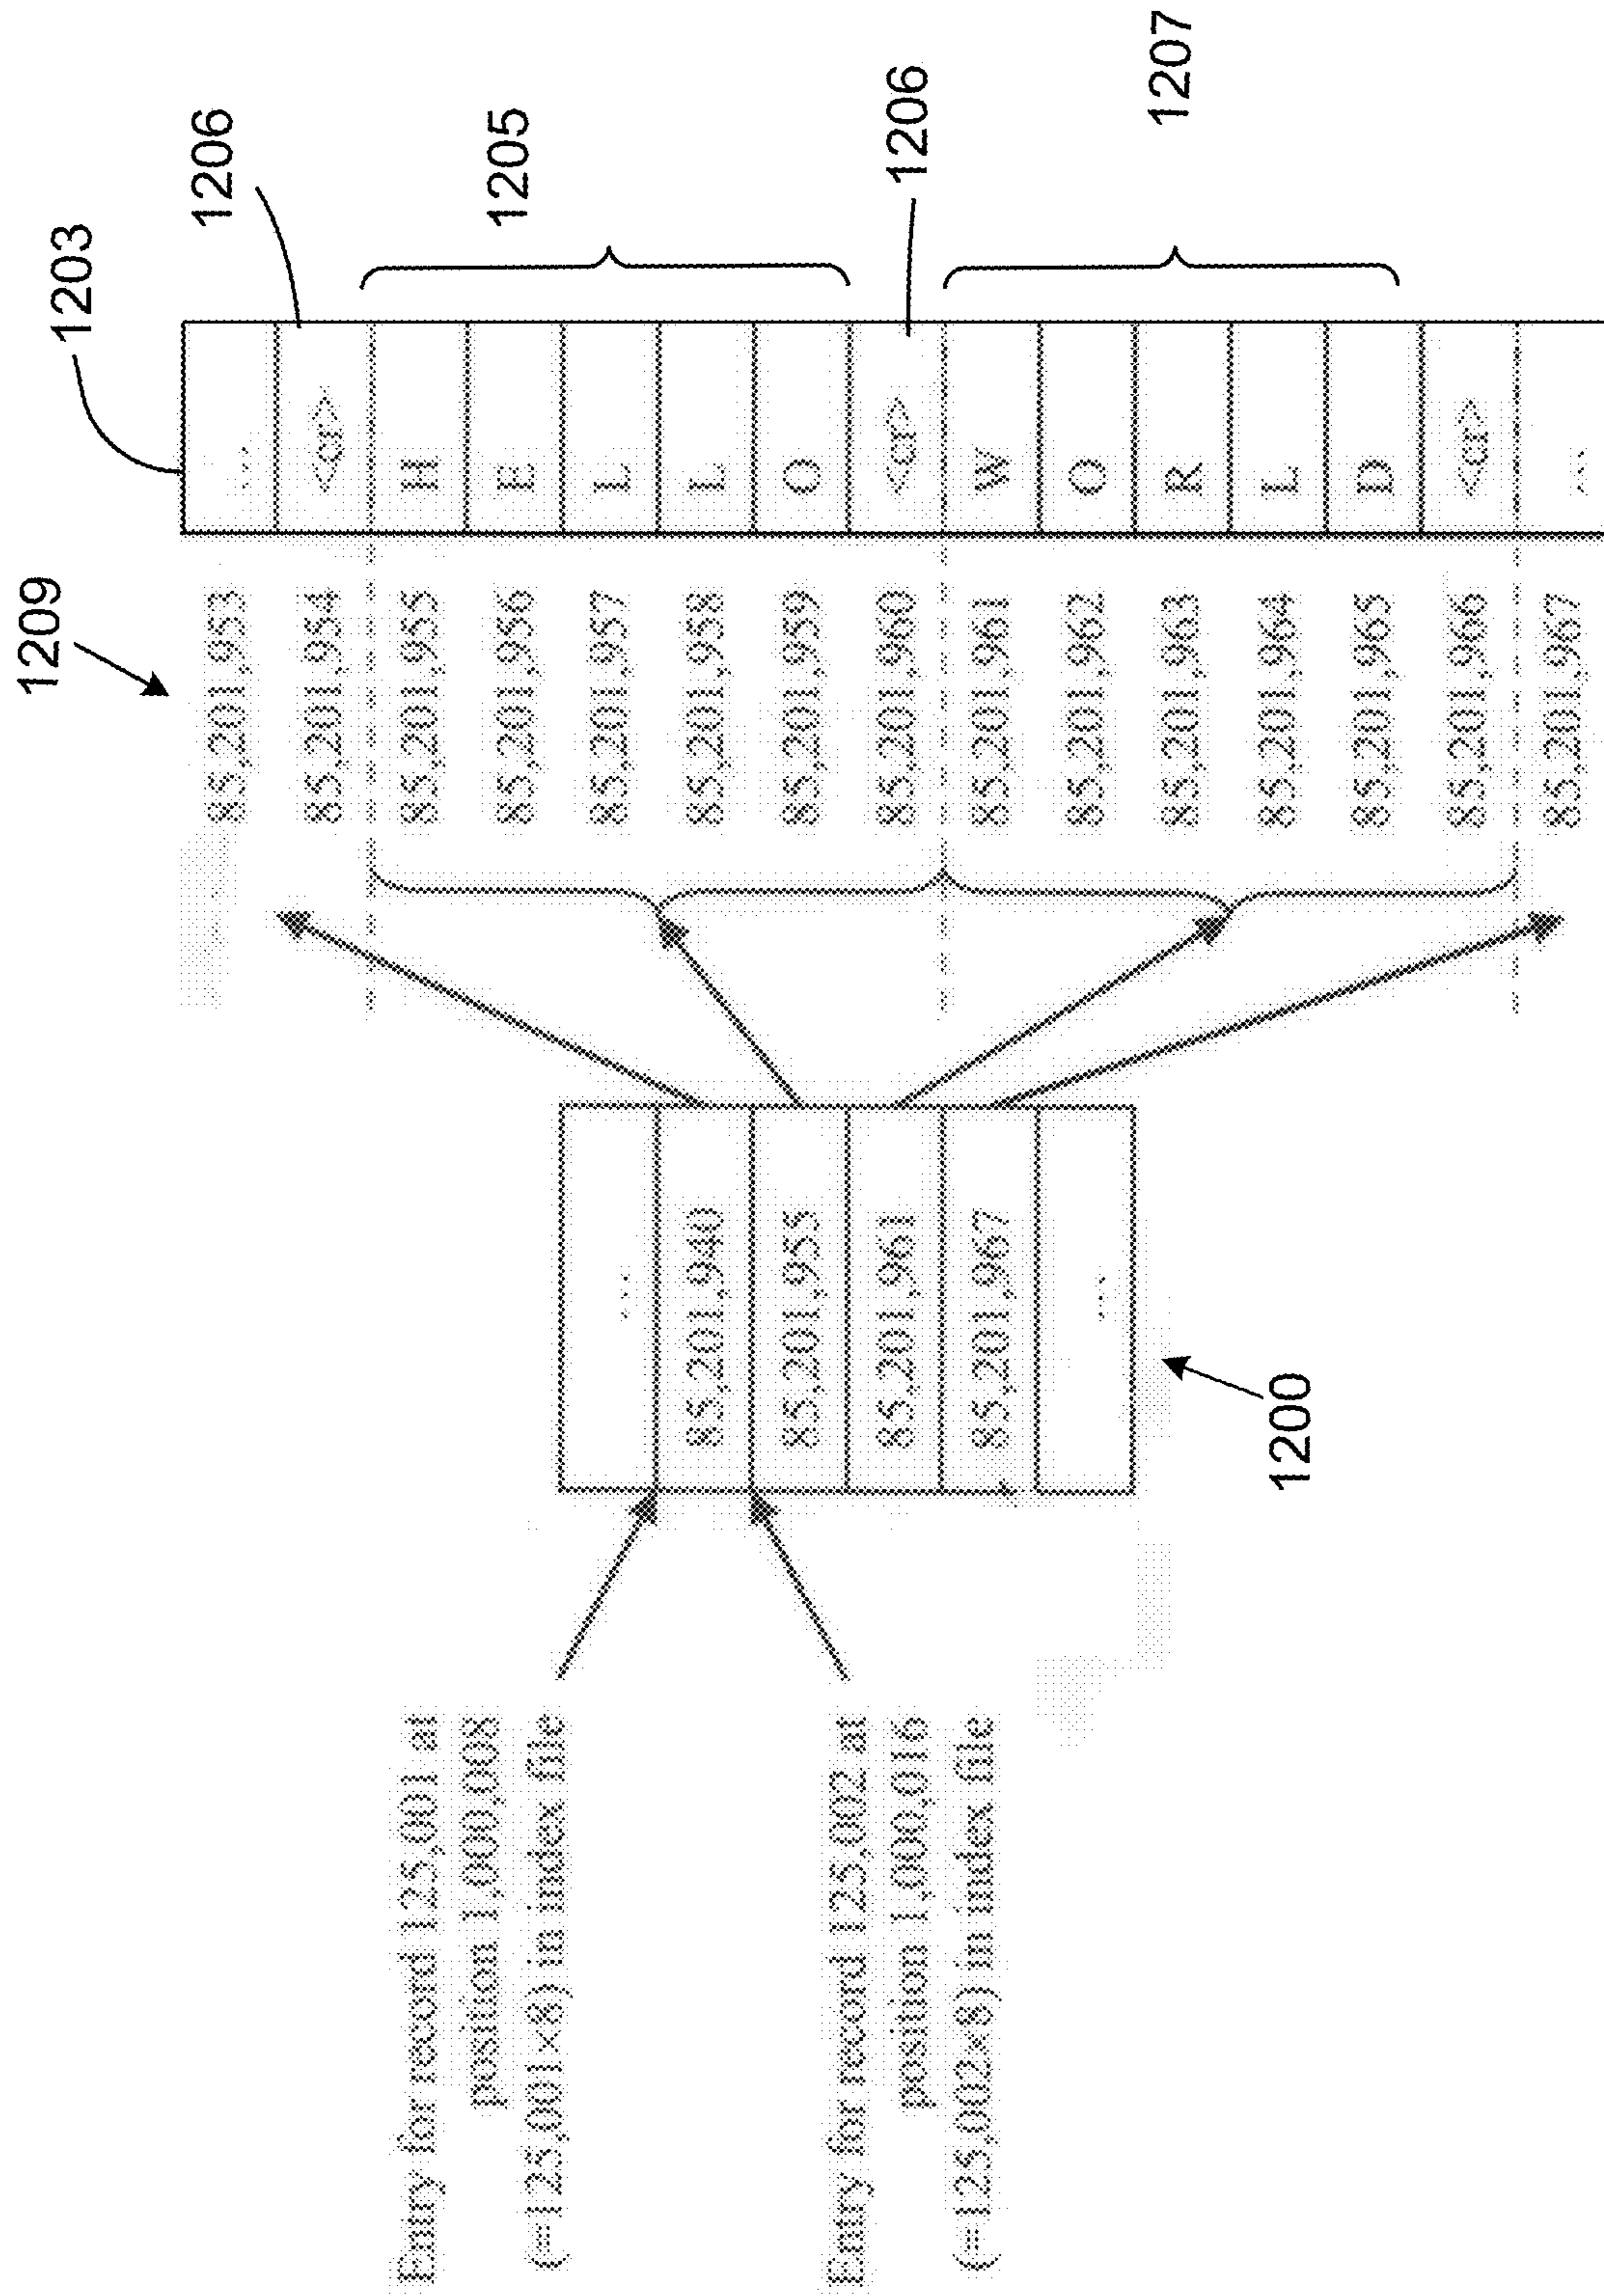 1209
1203
1206
1205
1206
1207
85,201,953
85,201,954
85,201,955
85,201,956
85,201,957
85,201,958
85,201,959
85,201,960
85,201,961
85,201,962
85,201,963
85,201,964
85,201,965
85,201,966
85,201,967
...
<cr>
H
E
L
L
O
<cr>
W
O
R
L
D
<cr>
...
Entry for record 125,001 at
position 1,000,008
(=125,001×8) in index file
Entry for record 125,002 at
position 1,000,016
(=125,002×8) in index file
...
85,201,940
85,201,955
85,201,961
85,201,967
...
1200